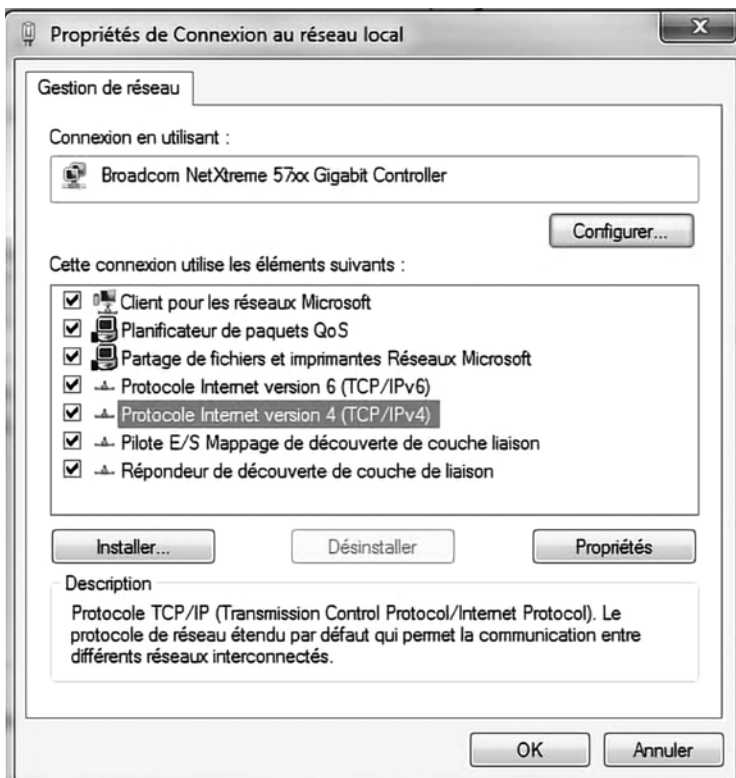 Propriétés de Connexion au réseau local
Gestion de réseau
Connexion en utilisant :
Broadcom NetXtreme 57xx Gigabit Controller
Configurer...
Cette connexion utilise les éléments suivants :
Client pour les réseaux Microsoft
Planificateur de paquets QoS
Partage de fichiers et imprimantes Réseaux Microsoft
Protocole Internet version 6 (TCP/IPv6)
Protocole Internet version 4 (TCP/IPv4)
Pilote E/S Mappage de découverte de couche liaison
Répondeur de découverte de couche de liaison
Installer...
Désinstaller
Propriétés
Description
Protocole TCP/IP (Transmission Control Protocol/Internet Protocol). Le
protocole de réseau étendu par défaut qui permet la communication entre
différents réseaux interconnectés.
OK
Annuler